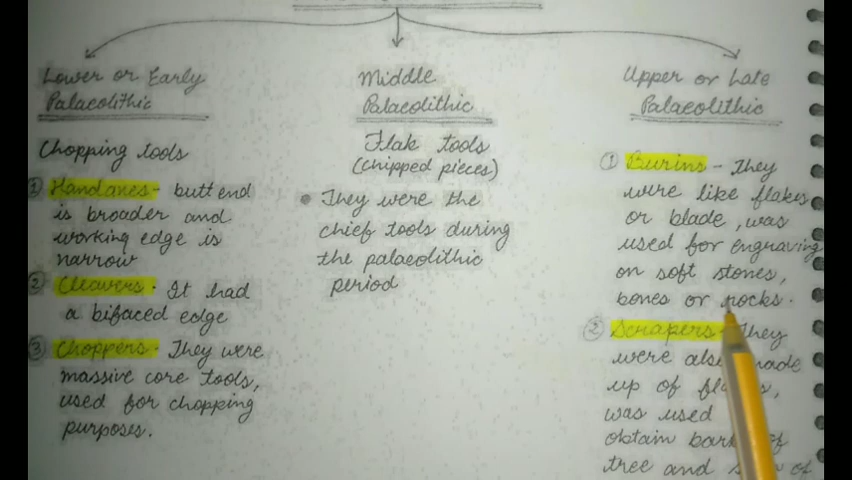 Lower or Early
Palaeolithic
Chopping tools
① Handaxes - butt end
is broader and
working edge is
narrow
② Cleavers - It had
a bifaced edge
③ Choppers - They were
massive core tools,
used for chopping
purposes.
Middle
Palaeolithic
Flak tools
(chipped pieces)
• They were the
chief tools during
the palaeolithic
period
Upper or Late
Palaeolithic
① Burins - They
were like flakes
or blade, was
used for engraving
on soft stones,
bones or rocks.
② Scrapers - They
were also made
up of
was used
obtain of
tree and of